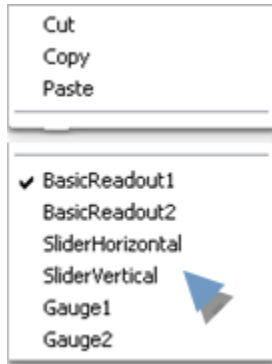 Cut
Copy
Paste
BasicReadout1
BasicReadout2
SliderHorizontal
SliderVertical
Gauge1
Gauge2